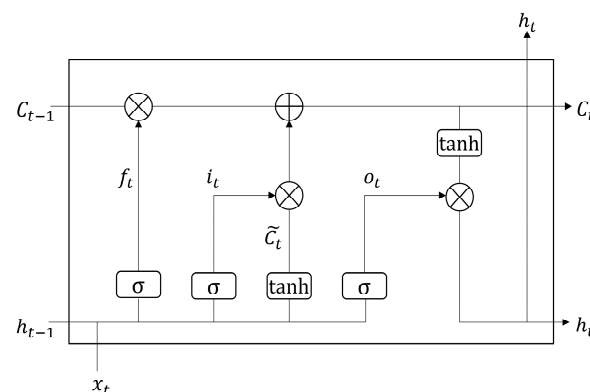 h_t
C_{t-1} C_t
tanh
f_t i_t o_t
C̃_t
σ σ tanh σ
h_{t-1} h_t
x_t